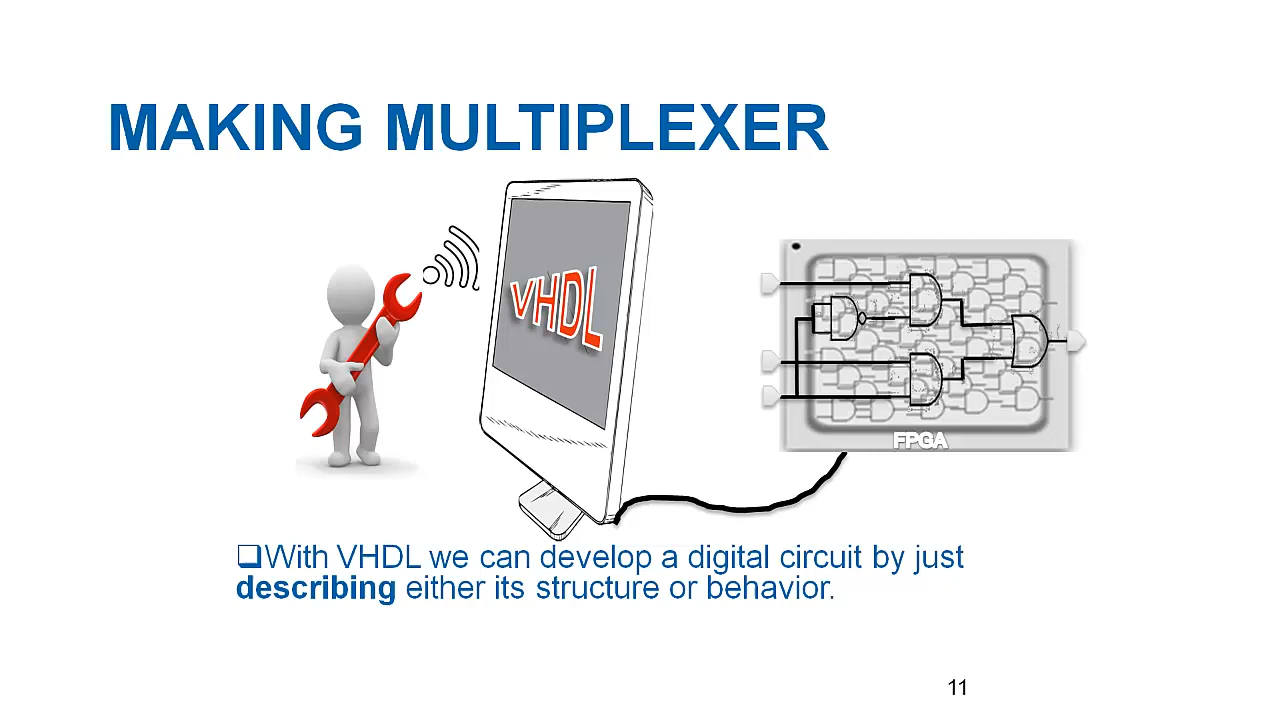 MAKING MULTIPLEXER
VHDL
FPGA
❑With VHDL we can develop a digital circuit by just
describing either its structure or behavior.
11